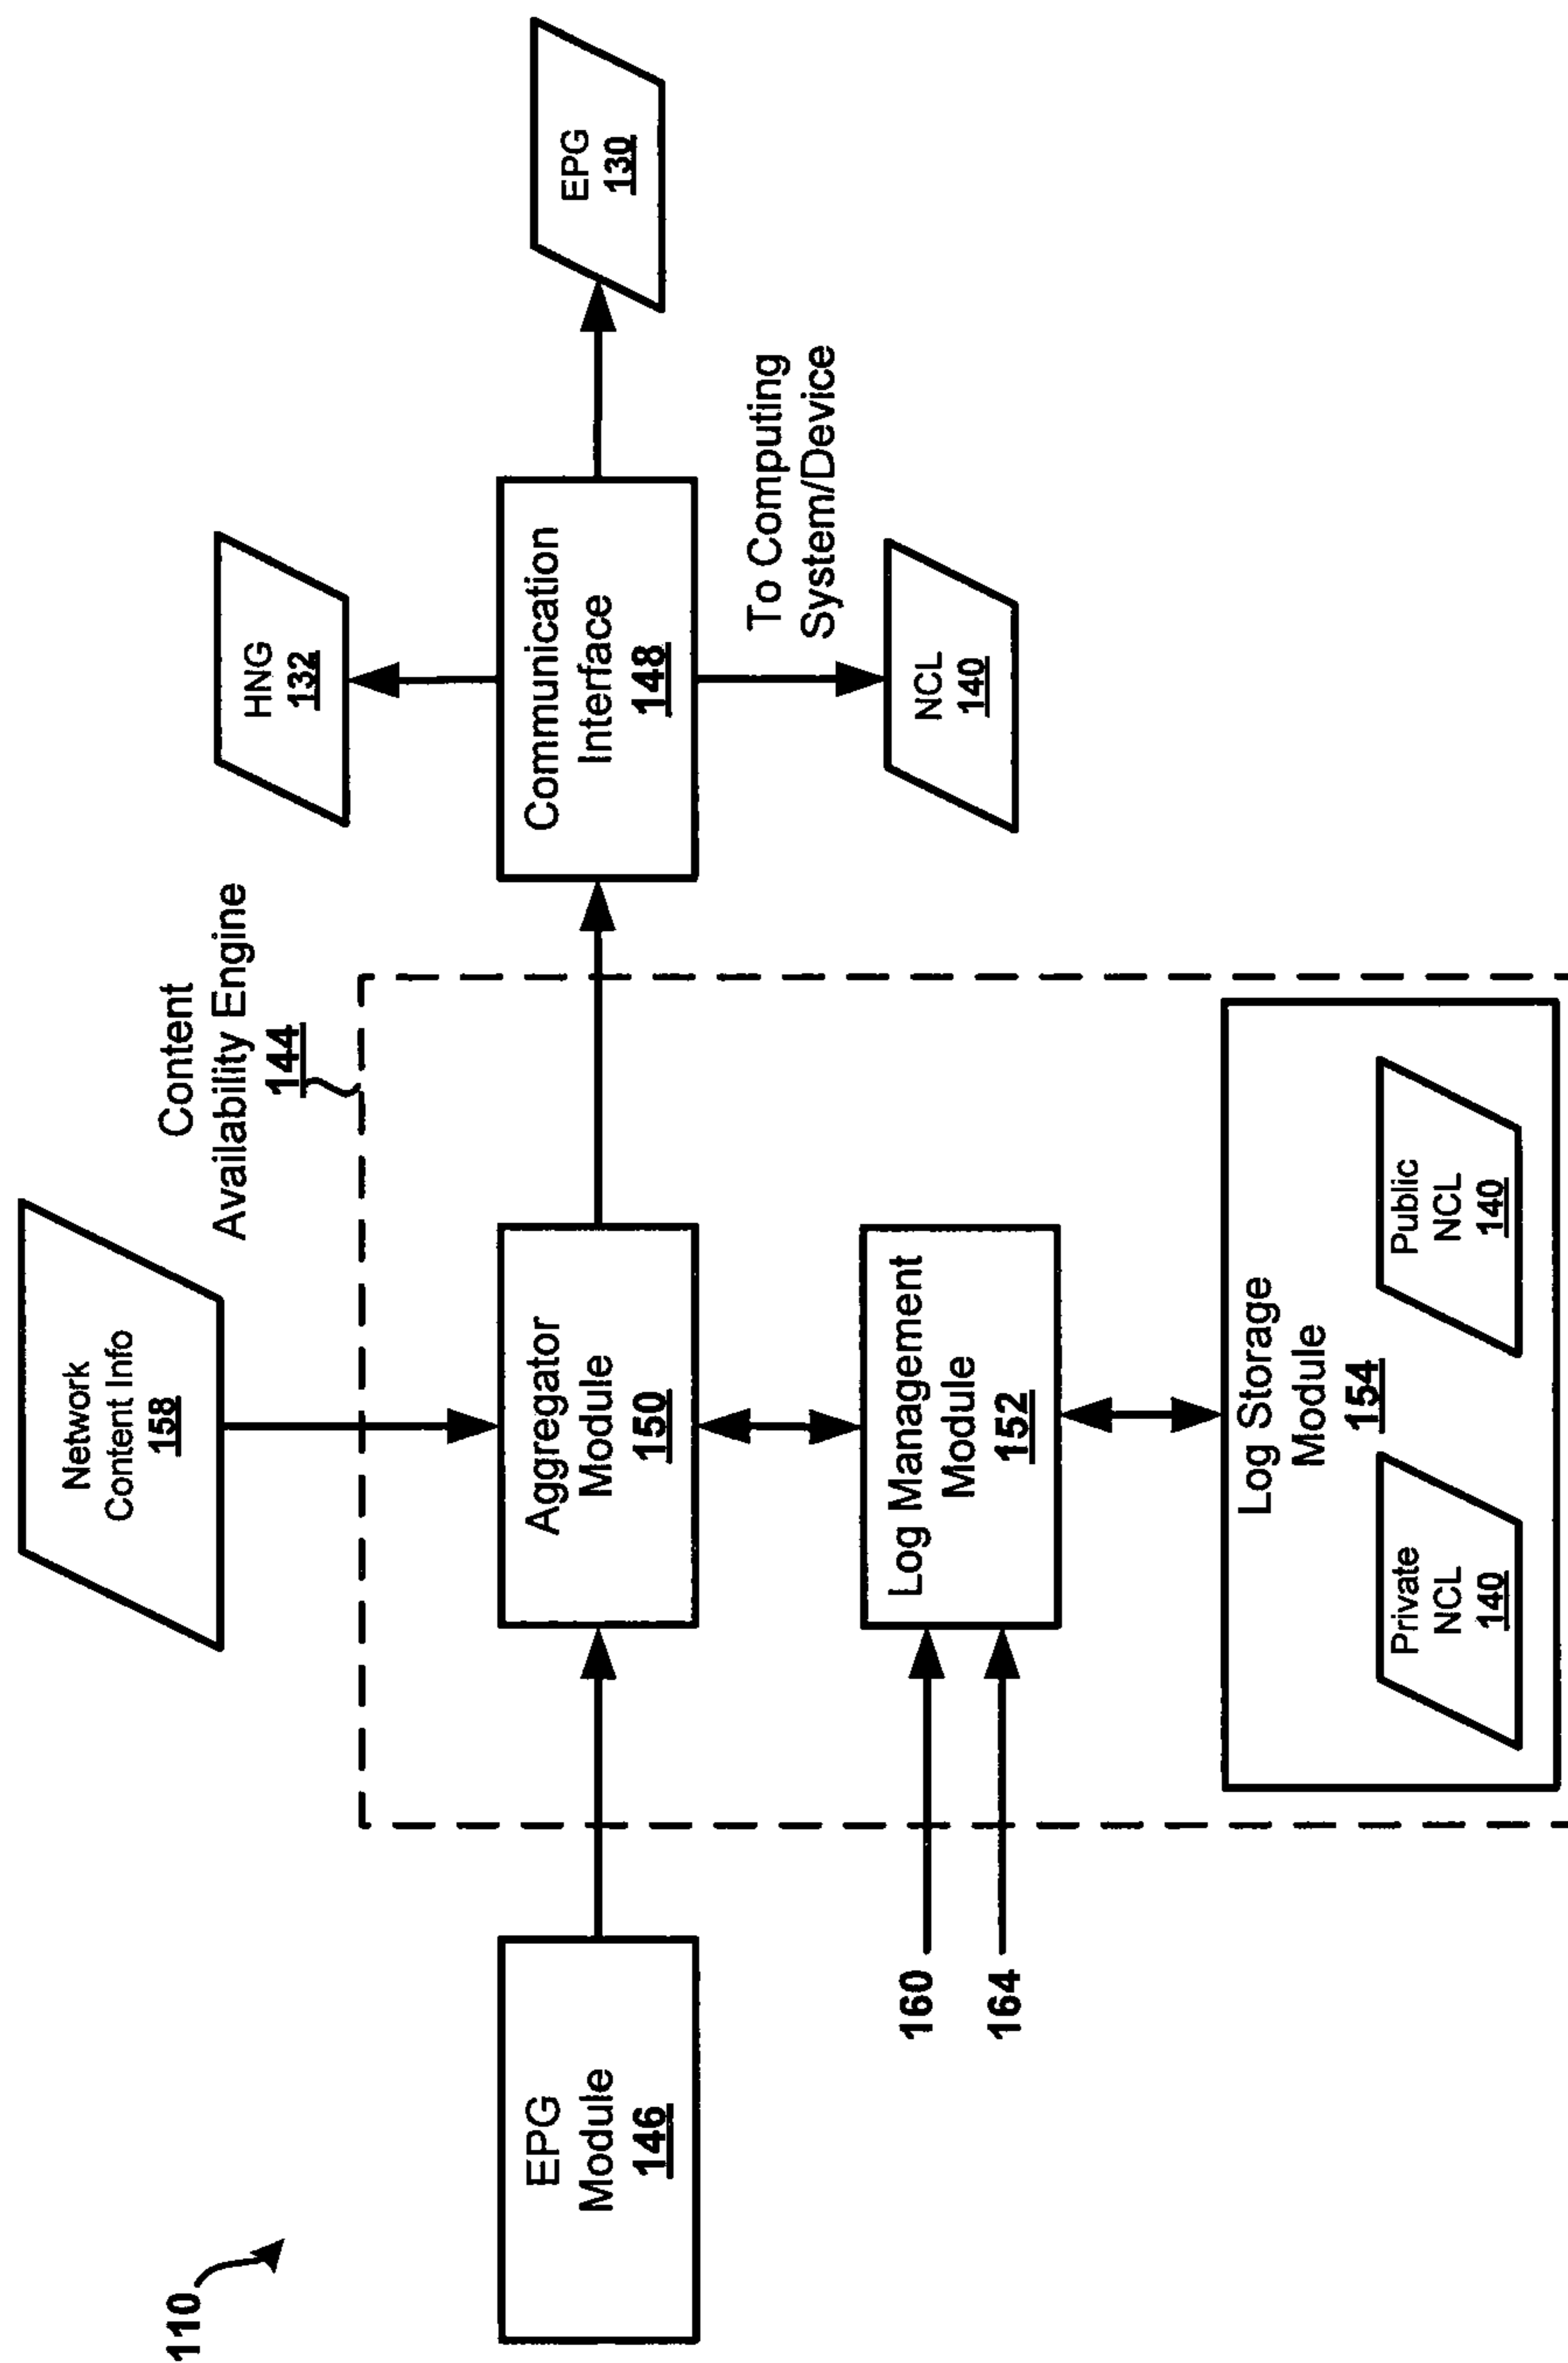 110
Network
Content Info
158
Content
Availability Engine
144
HNG
132
EPG
Module
146
Aggregator
Module
150
Communication
Interface
148
EPG
130
To Computing
System/Device
NCL
140
160
164
Log Management
Module
152
Log Storage
Module
154
Private
NCL
140
Public
NCL
140